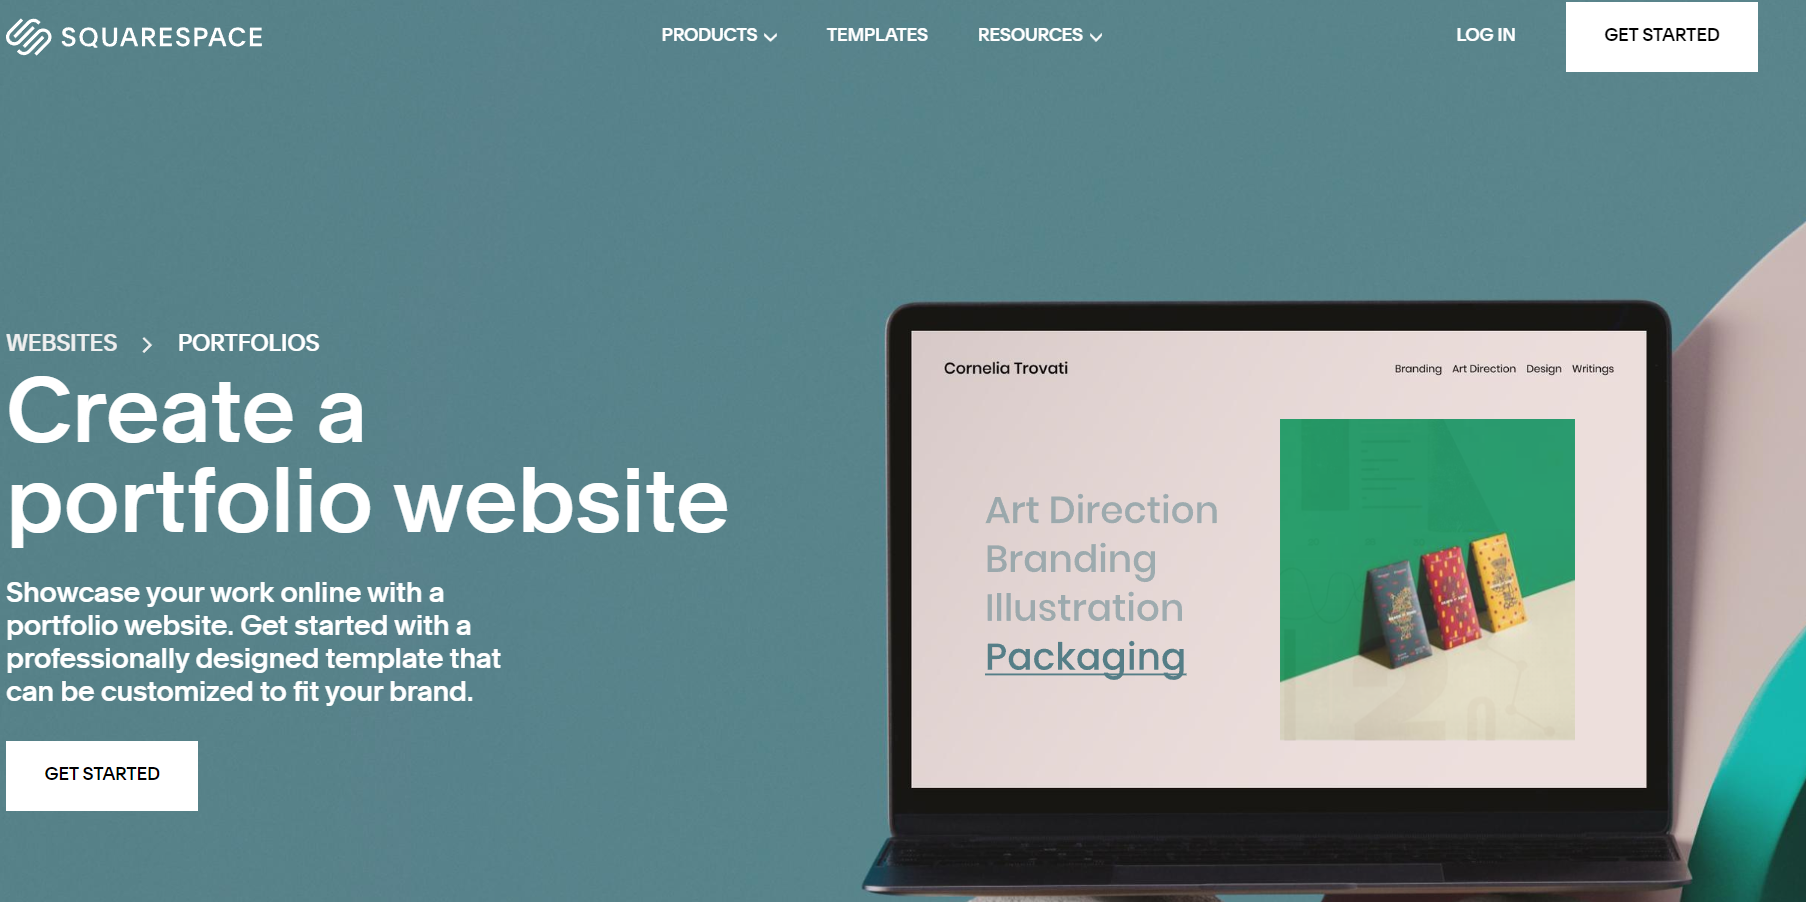 SQUARESPACE
PRODUCTS
TEMPLATES
RESOURCES
LOG IN
GET STARTED
WEBSITES
PORTFOLIOS
Create a
portfolio website
Showcase your work online with a
portfolio website. Get started with a
professionally designed template that
can be customized to fit your brand.
GET STARTED
Cornelia Trovati
Branding
Art Direction
Design
Writings
Art Direction
Branding
Illustration
Packaging